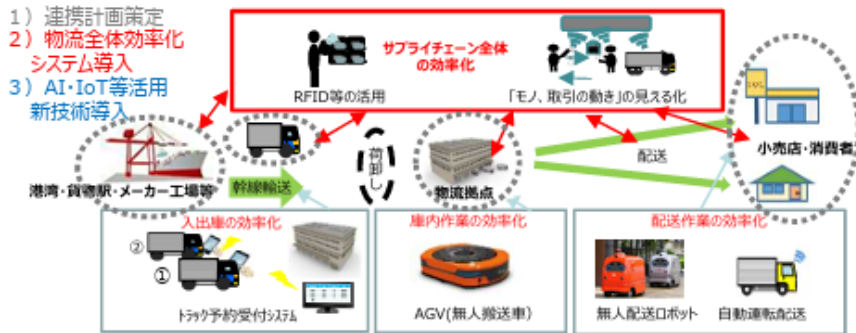 1）連携計画策定
2）物流全体効率化
システム導入
3）AI･IoT等活用
新技術導入
サプライチェーン全体
の効率化
RFID等の活用
「モノ、取引の動き」の見える化
港湾・貨物駅・メーカー工場等
幹線輸送
荷卸し
物流拠点
配送
小売店・消費者
入出庫の効率化
②
①
トラック予約受付システム
庫内作業の効率化
AGV(無人搬送車）
配送作業の効率化
無人配送ロボット
自動運転配送